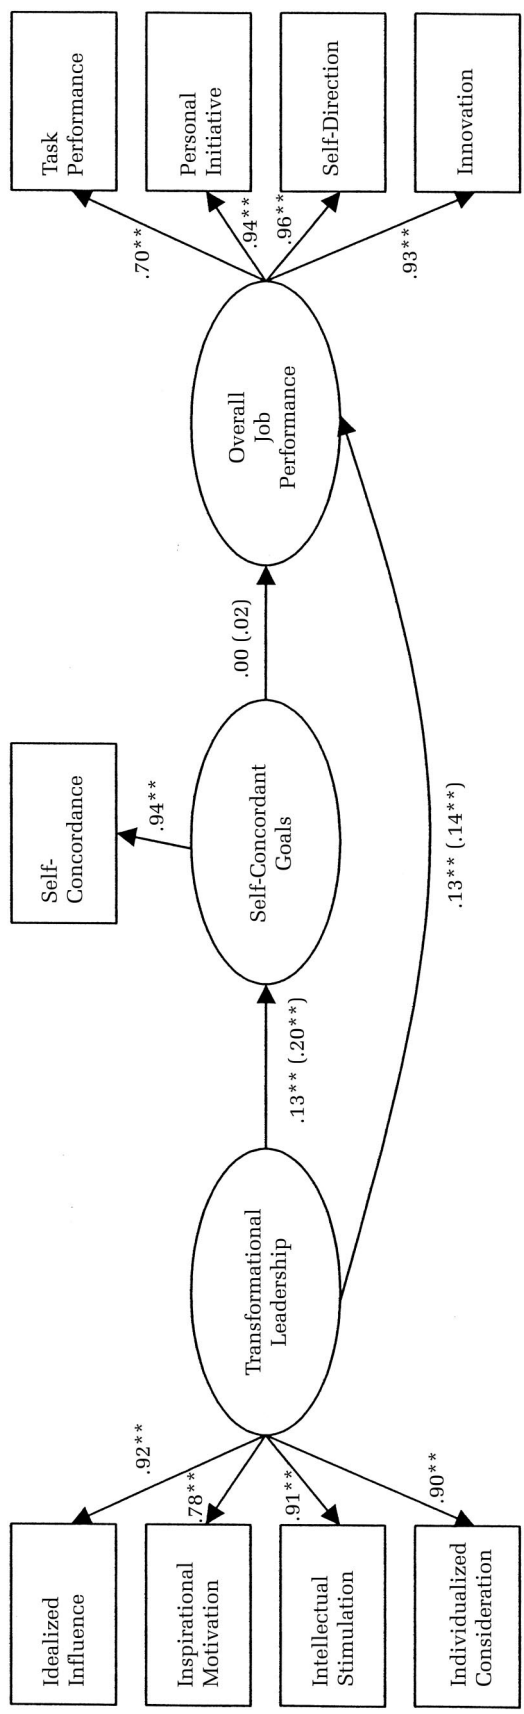 Idealized
Influence
Inspirational
Motivation
Intellectual
Stimulation
Individualized
Consideration
.92**
.78**
.91**
.90**
Transformational
Leadership
.13** (.20**)
Self-
Concordance
.94**
Self-Concordant
Goals
.00 (.02)
.13** (.14**)
Overall
Job
Performance
.70**
.94**
.96**
.93**
Task
Performance
Personal
Initiative
Self-Direction
Innovation